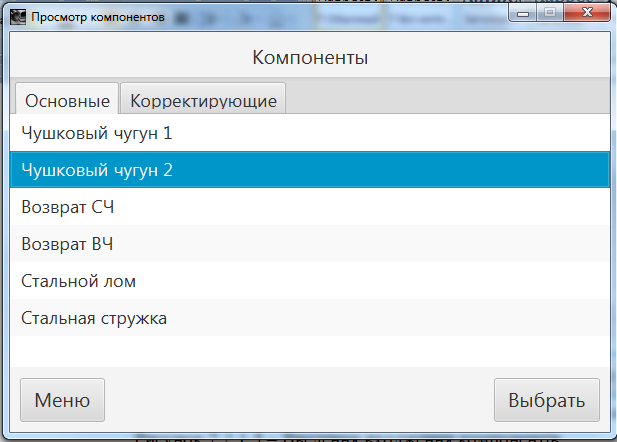 Просмотр компонентов
Компоненты
Основные Корректирующие
Чушковый чугун 1
Чушковый чугун 2
Возврат СЧ
Возврат ВЧ
Стальной лом
Стальная стружка
Меню Выбрать